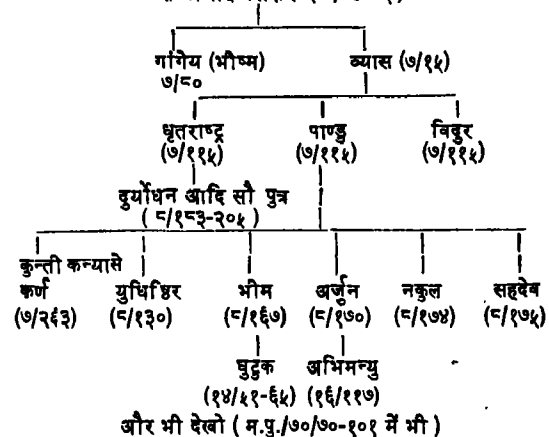 गांगेय (भीष्म) व्यास (७/१५)
७/८०
धृतराष्ट्र पाण्डु विदुर
(७/११५) (७/११५) (७/११५)
दुर्योधन आदि सौ पुत्र
(८/१८३-२०५)
कुन्ती कन्यासे
कर्ण युधिष्ठिर भीम अर्जुन नकुल सहदेव
(७/२६३) (८/१३०) (८/१६७) (८/१७०) (८/१७४) (८/१७५)
घुटुक अभिमन्यु
(१४/५१-६५) (१६/११७)
और भी देखो ( म.पु./७०/७०-१०१ में भी )